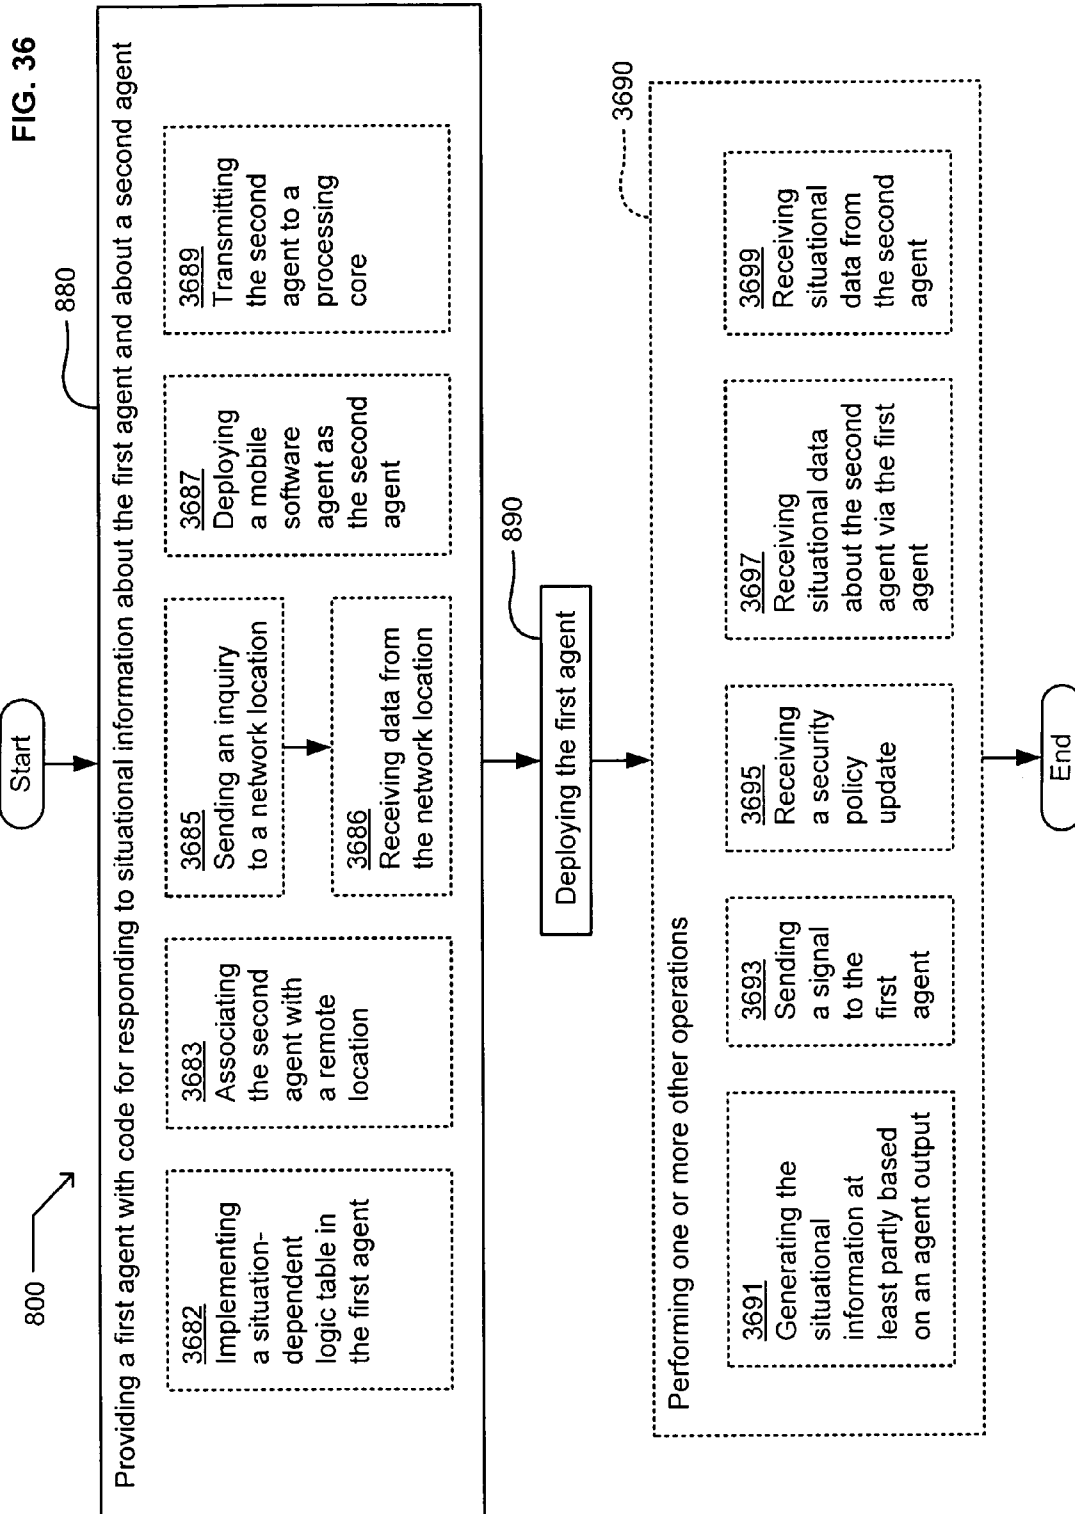 FIG. 36
800
Start
880
Providing a first agent with code for responding to situational information about the first agent and about a second agent
3682
Implementing
a situation-
dependent
logic table in
the first agent
3683
Associating
the second
agent with
a remote
location
3685
Sending an inquiry
to a network location
3686
Receiving data from
the network location
3687
Deploying
a mobile
software
agent as
the second
agent
3689
Transmitting
the second
agent to a
processing
core
890
Deploying the first agent
3690
Performing one or more other operations
3691
Generating the
situational
information at
least partly based
on an agent output
3693
Sending
a signal
to the
first
agent
3695
Receiving
a security
policy
update
3697
Receiving
situational data
about the second
agent via the first
agent
3699
Receiving
situational
data from
the second
agent
End